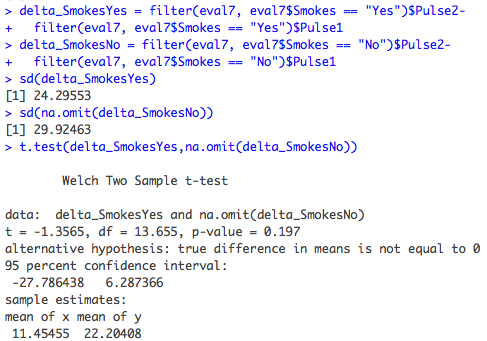 > delta_SmokesYes = filter(eval7, eval7$Smokes == "Yes")$Pulse2-
+   filter(eval7, eval7$Smokes == "Yes")$Pulse1
> delta_SmokesNo = filter(eval7, eval7$Smokes == "No")$Pulse2-
+   filter(eval7, eval7$Smokes == "No")$Pulse1
> sd(delta_SmokesYes)
[1] 24.29553
> sd(na.omit(delta_SmokesNo))
[1] 29.92463
> t.test(delta_SmokesYes,na.omit(delta_SmokesNo))
Welch Two Sample t-test
data:  delta_SmokesYes and na.omit(delta_SmokesNo)
t = -1.3565, df = 13.655, p-value = 0.197
alternative hypothesis: true difference in means is not equal to 0
95 percent confidence interval:
-27.786438   6.287366
sample estimates:
mean of x mean of y
11.45455  22.20408